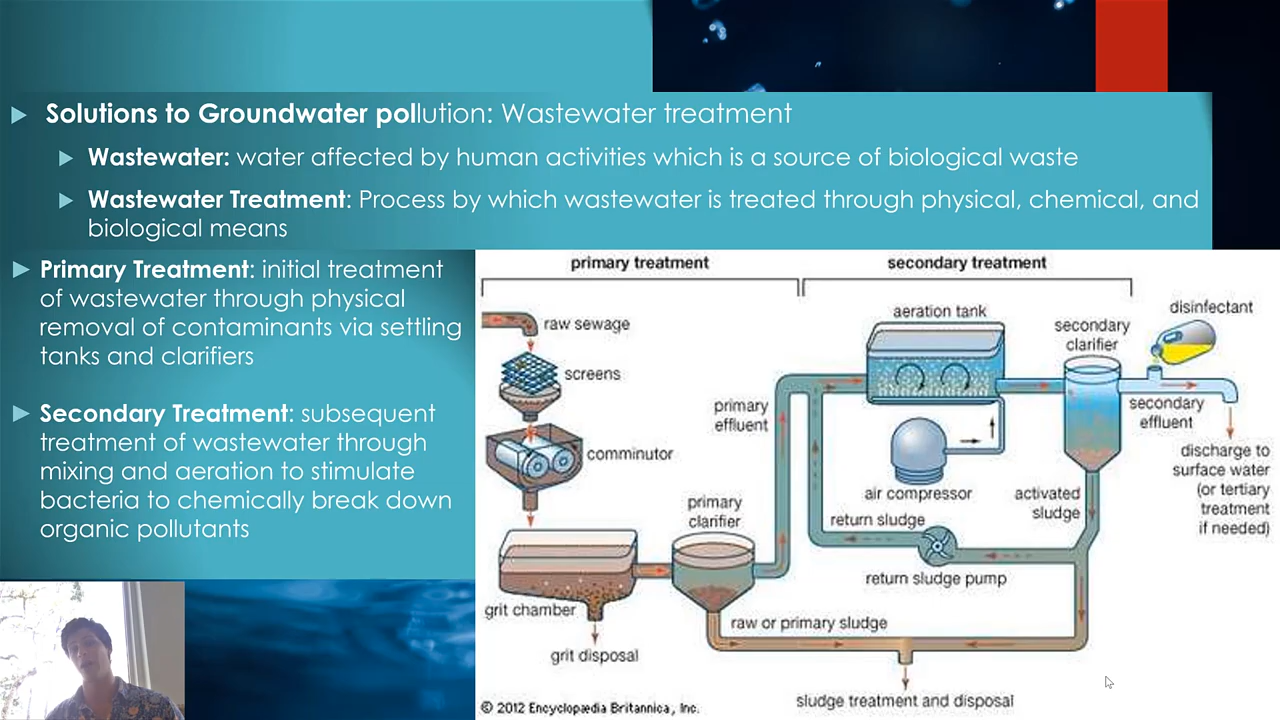 Solutions to Groundwater pollution: Wastewater treatment
Wastewater: water affected by human activities which is a source of biological waste
Wastewater Treatment: Process by which wastewater is treated through physical, chemical, and
biological means
Primary Treatment: initial treatment
of wastewater through physical
removal of contaminants via settling
tanks and clarifiers
Secondary Treatment: subsequent
treatment of wastewater through
mixing and aeration to stimulate
bacteria to chemically break down
organic pollutants
primary treatment
secondary treatment
raw sewage
screens
comminutor
grit chamber
grit disposal
primary
clarifier
raw or primary sludge
primary
effluent
aeration tank
air compressor
return sludge
return sludge pump
activated
sludge
secondary
clarifier
disinfectant
secondary
effluent
discharge to
surface water
(or tertiary
treatment
if needed)
sludge treatment and disposal
© 2012 Encyclopædia Britannica, Inc.